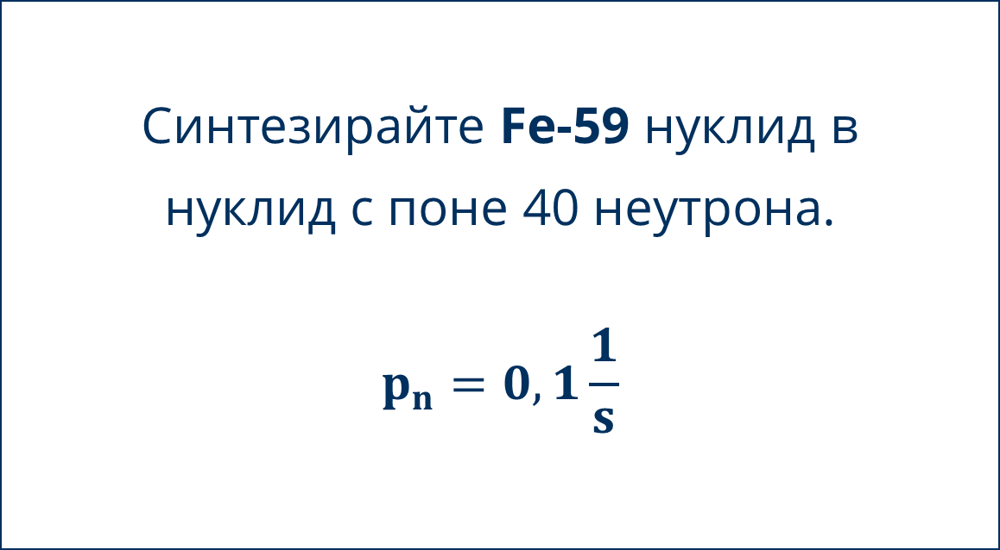 Синтезирайте Fe-59 нуклид в
нуклид с поне 40 неутрона.
pₙ = 0,1 1/s